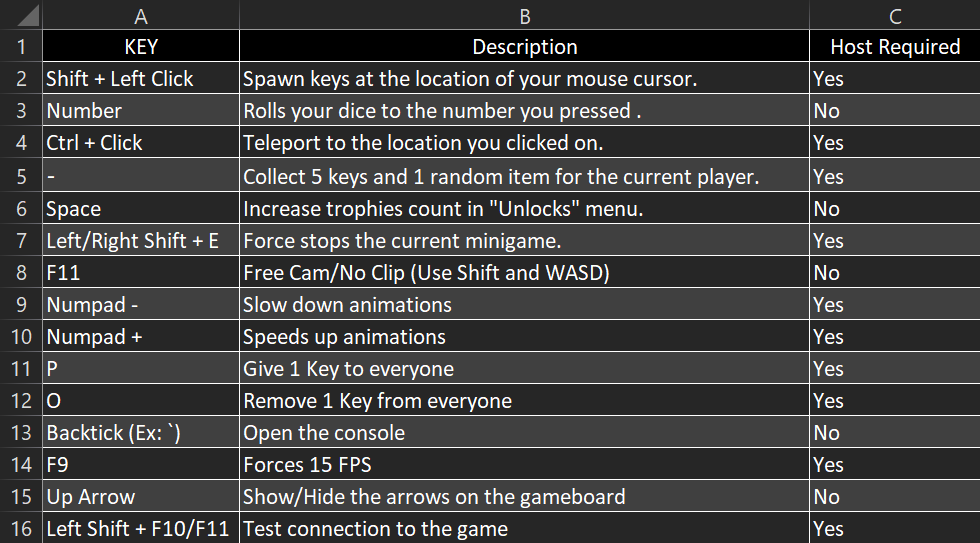 A B C
1 KEY Description Host Required
2 Shift + Left Click Spawn keys at the location of your mouse cursor. Yes
3 Number Rolls your dice to the number you pressed . No
4 Ctrl + Click Teleport to the location you clicked on. Yes
5 - Collect 5 keys and 1 random item for the current player. Yes
6 Space Increase trophies count in "Unlocks" menu. No
7 Left/Right Shift + E Force stops the current minigame. Yes
8 F11 Free Cam/No Clip (Use Shift and WASD) No
9 Numpad - Slow down animations Yes
10 Numpad + Speeds up animations Yes
11 P Give 1 Key to everyone Yes
12 O Remove 1 Key from everyone Yes
13 Backtick (Ex: `) Open the console No
14 F9 Forces 15 FPS Yes
15 Up Arrow Show/Hide the arrows on the gameboard No
16 Left Shift + F10/F11 Test connection to the game Yes